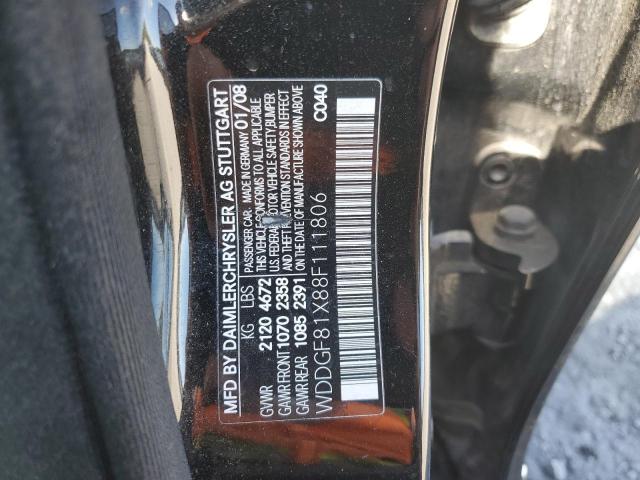 MFD BY DAIMLERCHRYSLER AG STUTTGART
KG LBS PASSENGER CAR. MADE IN GERMANY 01/08
GVWR 2120 4672 THIS VEHICLE CONFORMS TO ALL APPLICABLE
GAWR FRONT 1070 2358 U.S. FEDERAL MOTOR VEHICLE SAFETY, BUMPER
GAWR REAR 1085 2391 AND THEFT PREVENTION STANDARDS IN EFFECT
ON THE DATE OF MANUFACTURE SHOWN ABOVE
WDDGF81X88F111806 C040